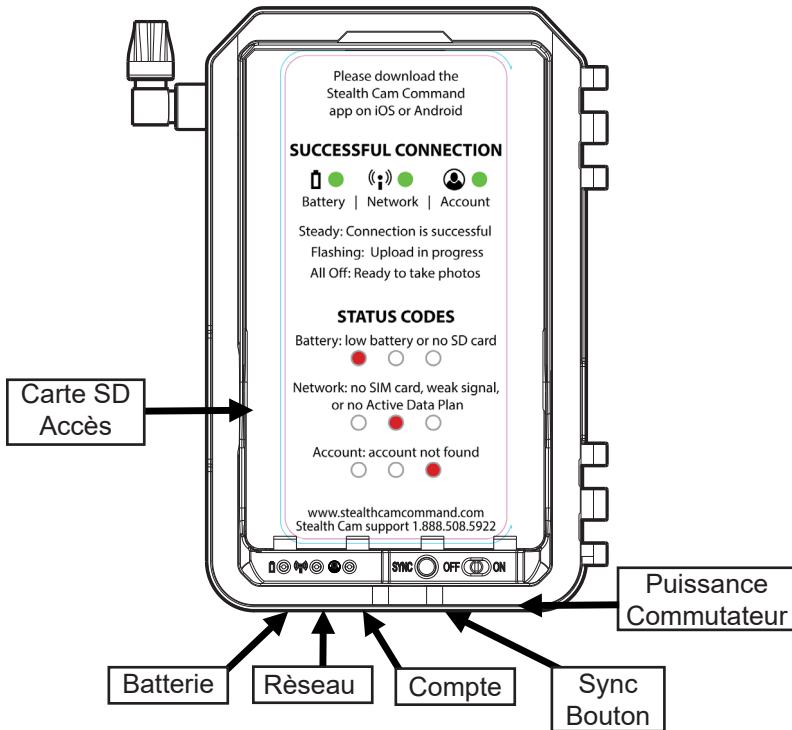 Please download the
Stealth Cam Command
app on iOS or Android
SUCCESSFUL CONNECTION
Battery | Network | Account
Steady: Connection is successful
Flashing: Upload in progress
All Off: Ready to take photos
STATUS CODES
Battery: low battery or no SD card
Network: no SIM card, weak signal,
or no Active Data Plan
Account: account not found
www.stealthcamcommand.com
Stealth Cam support 1.888.508.5922
SYNC OFF ON
Carte SD
Accès
Puissance
Commutateur
Batterie
Rèseau
Compte
Sync
Bouton